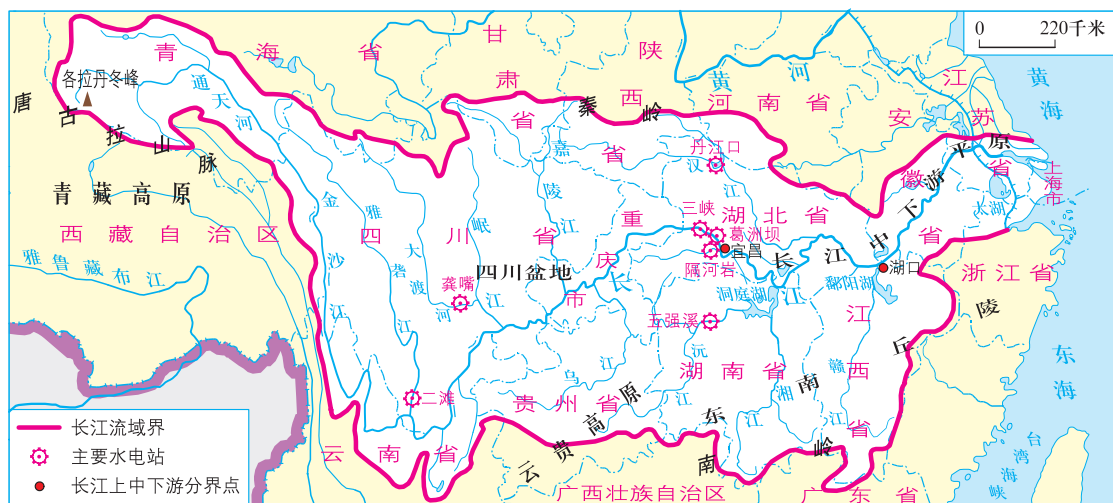 0 220千米
青海省
甘肃省
陕西省
黄河
河南省
江苏省
安徽省
黄海
各拉丹冬峰
唐古拉山脉
通天河
秦岭
嘉陵江
丹江口
汉江
长江中下游平原
上海市
太湖
青藏高原
西藏自治区
雅鲁藏布江
金沙江
雅砻江
大渡河
岷江
四川省
四川盆地
重庆市
三峡
湖北省
葛洲坝
宜昌
隔河岩
长江
洞庭湖
鄱阳湖
湖口
浙江省
龚嘴
五强溪
沅江
乌江
湖南省
湘江
赣江
江西省
东南丘陵
东海
二滩
贵州省
云贵高原
南岭
云南省
广西壮族自治区
广东省
台湾海峡
长江流域界
主要水电站
长江上中下游分界点